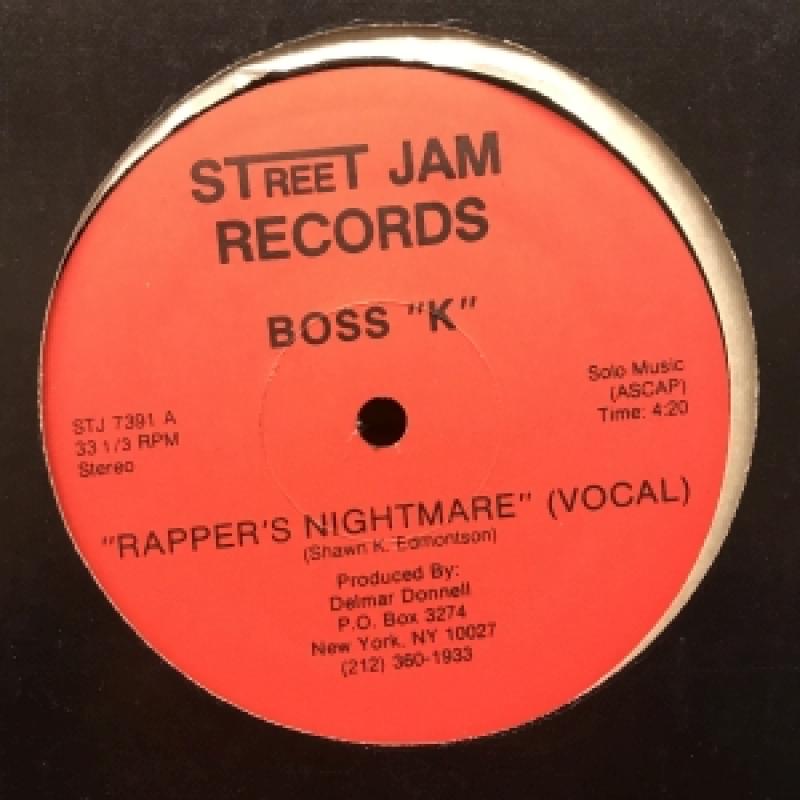 STREET JAM
RECORDS
BOSS "K"
STJ 7391 A
33 1/3 RPM
Stereo
Solo Music
(ASCAP)
Time: 4:20
"RAPPER'S NIGHTMARE" (VOCAL)
(Shawn K. Edmontson)
Produced By:
Delmar Donnell
P.O. Box 3274
New York, NY 10027
(212) 360-1933